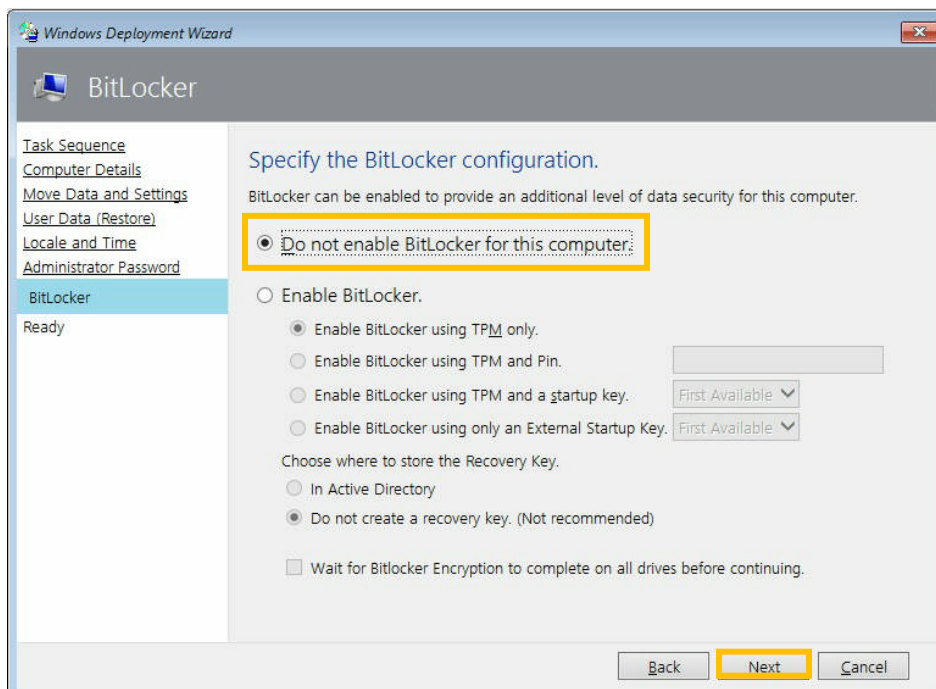 Windows Deployment Wizard
BitLocker
Task Sequence
Computer Details
Move Data and Settings
User Data (Restore)
Locale and Time
Administrator Password
BitLocker
Ready
Specify the BitLocker configuration.
BitLocker can be enabled to provide an additional level of data security for this computer.
Do not enable BitLocker for this computer.
Enable BitLocker.
Enable BitLocker using TPM only.
Enable BitLocker using TPM and Pin.
Enable BitLocker using TPM and a startup key. First Available
Enable BitLocker using only an External Startup Key. First Available
Choose where to store the Recovery Key.
In Active Directory
Do not create a recovery key. (Not recommended)
Wait for Bitlocker Encryption to complete on all drives before continuing.
Back Next Cancel